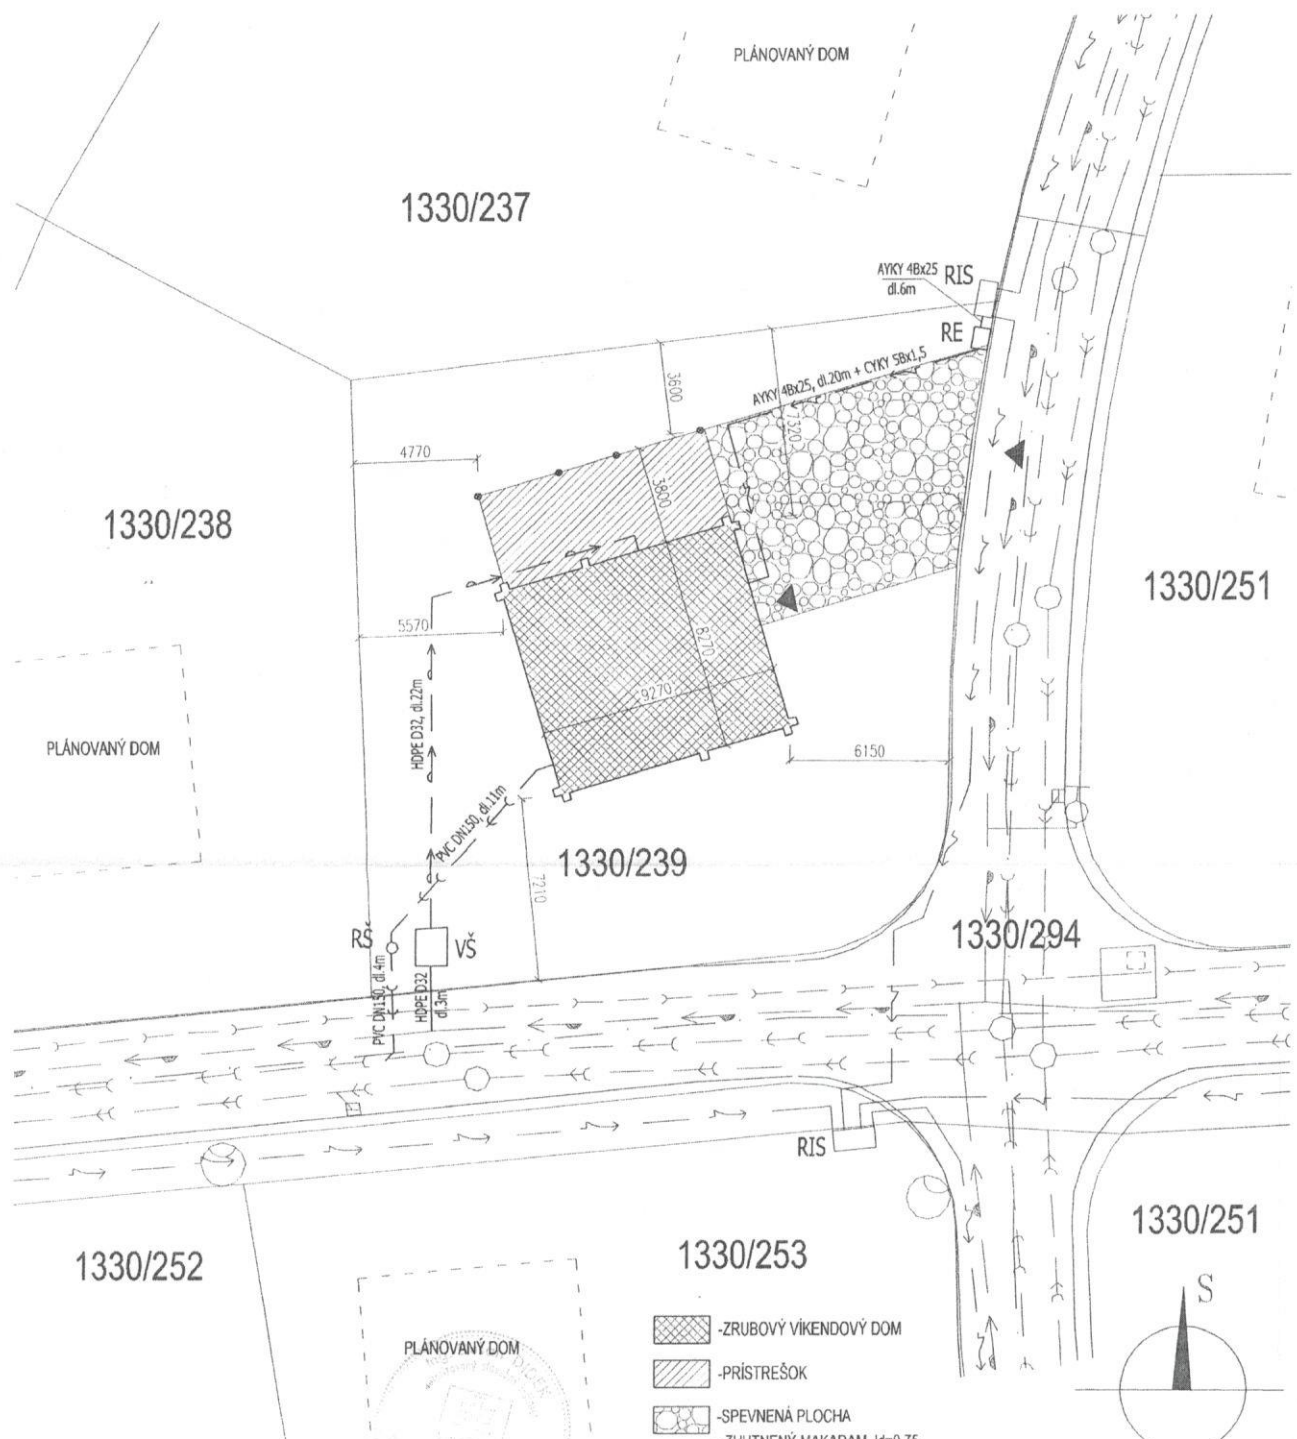 PLÁNOVANÝ DOM
1330/237
AYKY 4Bx25
dl.6m
RIS
RE
AYKY 4Bx25, dl.20m + CYKY 5Bx1,5
3600
7320
4770
3800
1330/238
1330/251
5570
8270
9270
HDPE D32, dl.22m
PLÁNOVANÝ DOM
6150
PVC DN150, dl.11m
1330/239
7210
RŠ
VŠ
1330/294
PVC DN150, dl.4m
HDPE D32
dl.3m
RIS
1330/251
1330/252
1330/253
S
-ZRUBOVÝ VÍKENDOVÝ DOM
PLÁNOVANÝ DOM
-PRÍSTREŠOK
-SPEVNENÁ PLOCHA